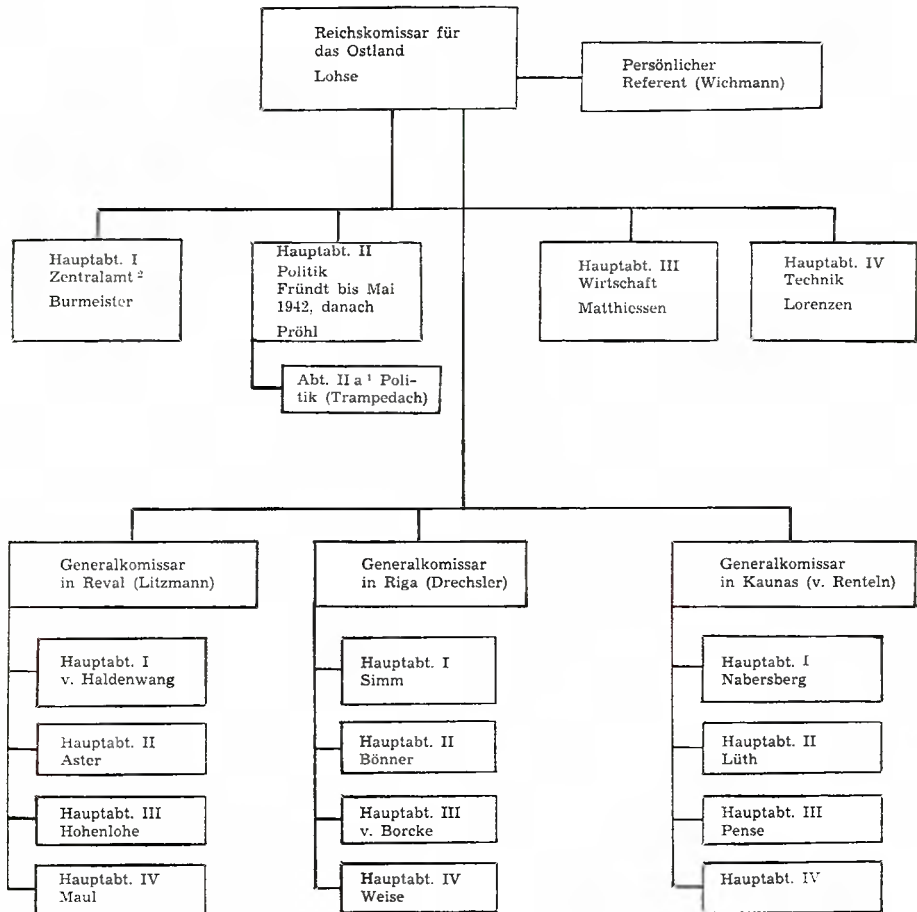 Reichskomissar für
das Ostland
Lohse
Persönlicher
Referent (Wichmann)
Hauptabt. I
Zentralamt ²
Burmeister
Hauptabt. II
Politik
Fründt bis Mai
1942, danach
Pröhl
Abt. II a ¹ Poli-
tik (Trampedach)
Hauptabt. III
Wirtschaft
Matthiessen
Hauptabt. IV
Technik
Lorenzen
Generalkomissar
in Reval (Litzmann)
Hauptabt. I
v. Haldenwang
Hauptabt. II
Aster
Hauptabt. III
Hohenlohe
Hauptabt. IV
Maul
Generalkomissar
in Riga (Drechsler)
Hauptabt. I
Simm
Hauptabt. II
Bönner
Hauptabt. III
v. Borcke
Hauptabt. IV
Weise
Generalkomissar
in Kaunas (v. Renteln)
Hauptabt. I
Nabersberg
Hauptabt. II
Lüth
Hauptabt. III
Pense
Hauptabt. IV